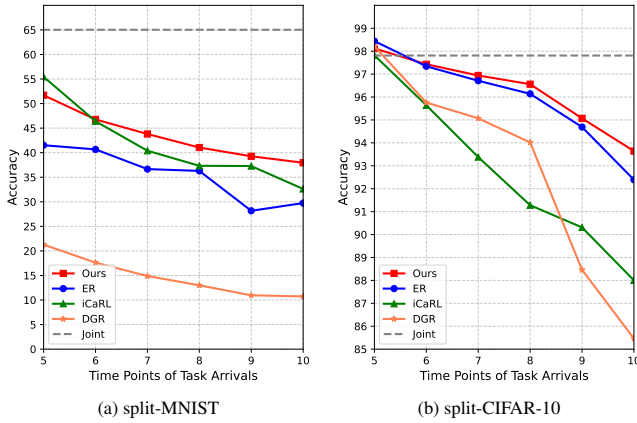 65
60
55
50
45
40
35
30
25
20
15
10
5
0
Accuracy
5 6 7 8 9 10
Time Points of Task Arrivals
Ours
ER
iCaRL
DGR
Joint
(a) split-MNIST
99
98
97
96
95
94
93
92
91
90
89
88
87
86
85
Accuracy
5 6 7 8 9 10
Time Points of Task Arrivals
Ours
ER
iCaRL
DGR
Joint
(b) split-CIFAR-10